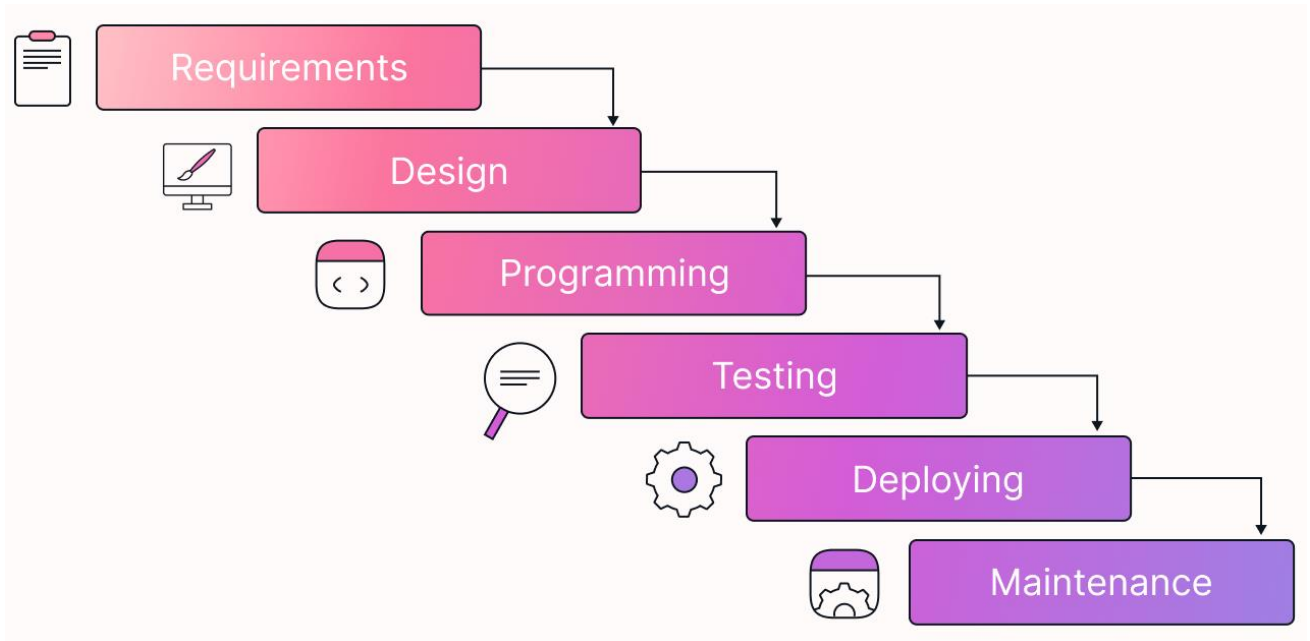 Requirements
Design
Programming
Testing
Deploying
Maintenance